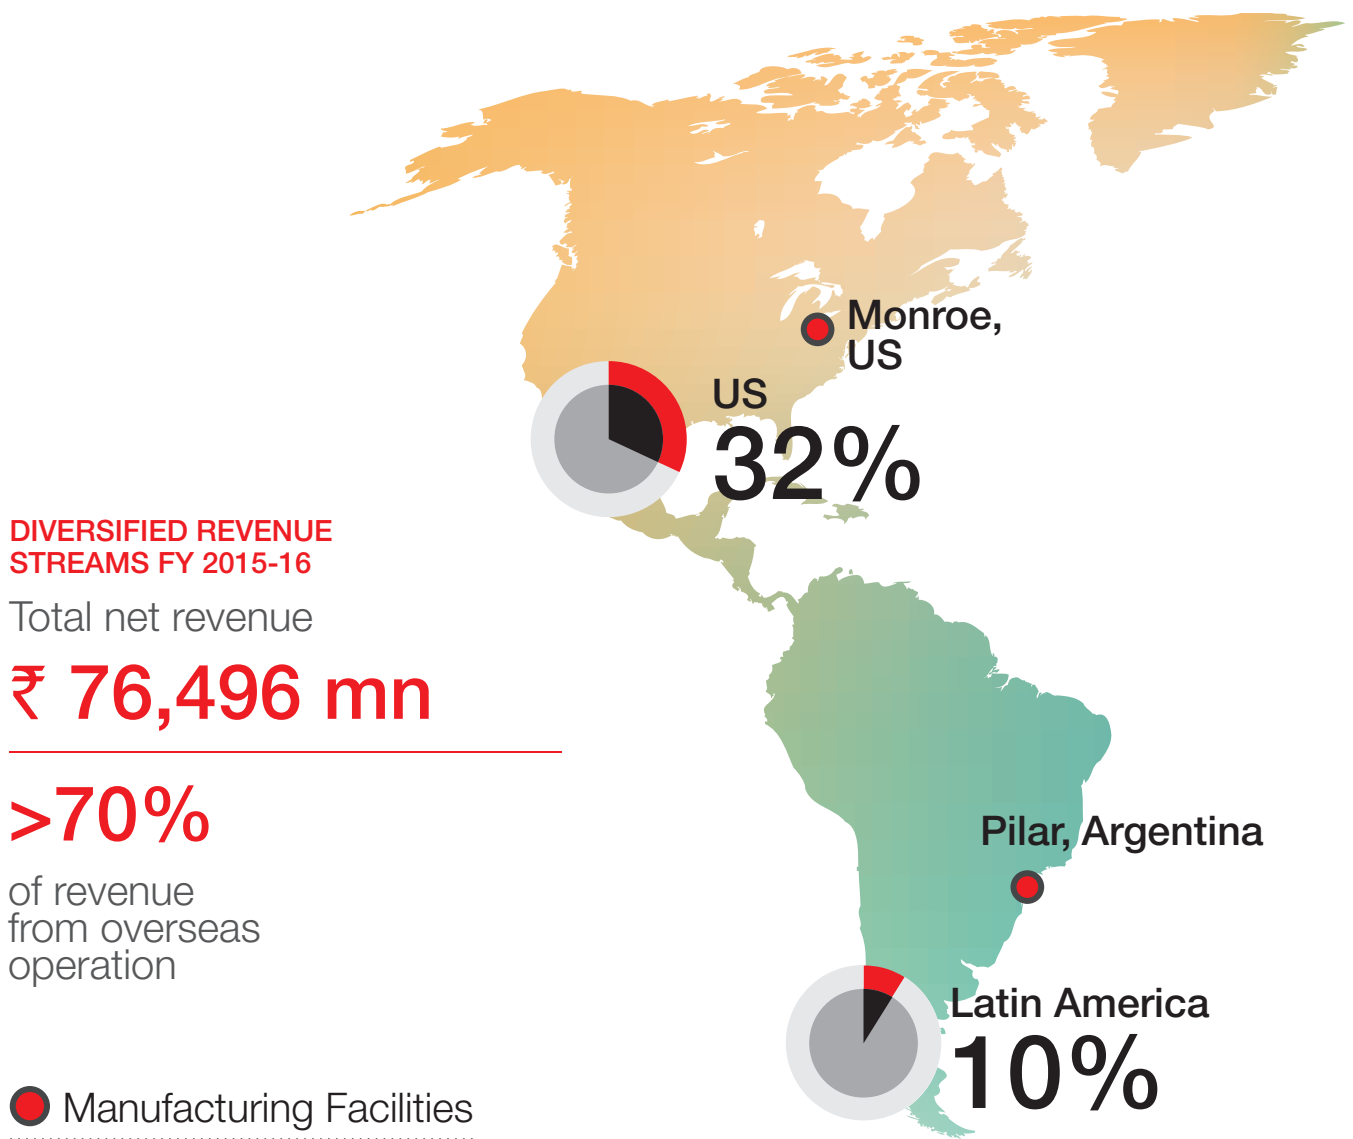 Monroe,
US
US
32%
DIVERSIFIED REVENUE
STREAMS FY 2015-16
Total net revenue
₹ 76,496 mn
>70%
of revenue
from overseas
operation
Pilar, Argentina
Latin America
10%
Manufacturing Facilities